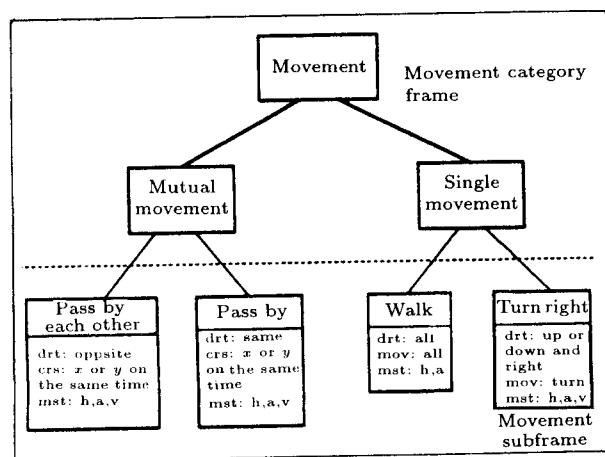 Movement
Movement category
frame
Mutual
movement
Single
movement
Pass by
each other
drt: oppsite
crs: x or y on
the same time
mst: h,a,v
Pass by
drt: same
crs: x or y
on the same
time
mst: h,a,v
Walk
drt: all
mov: all
mst: h,a
Turn right
drt: up or
down and
right
mov: turn
mst: h,a,v
Movement
subframe